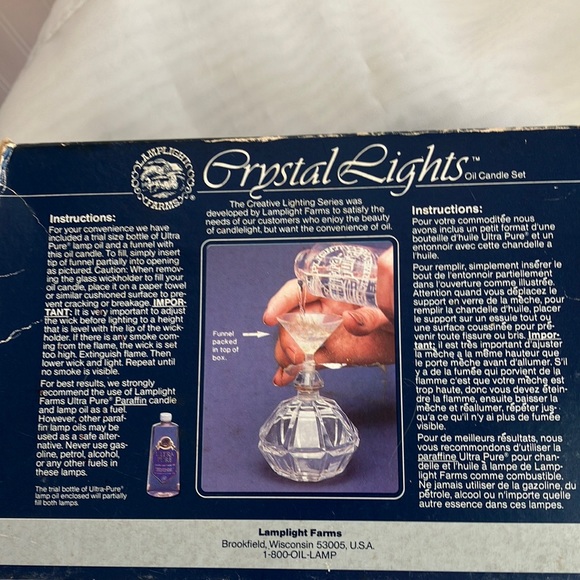 LAMPLIGHT
FARMS
Crystal Lights™
Oil Candle Set
The Creative Lighting Series was
developed by Lamplight Farms to satisfy the
needs of our customers who enjoy the beauty
of candlelight, but want the convenience of oil.
Instructions:
For your convenience we have
included a trial size bottle of Ultra
Pure® lamp oil and a funnel with
this oil candle. To fill, simply insert
tip of funnel partially into opening
as pictured. Caution: When remov-
ing the glass wickholder to fill your
oil candle, place it on a paper towel
or similar cushioned surface to pre-
vent cracking or breakage. IMPOR-
TANT: It is very important to adjust
the wick before lighting to a height
that is level with the lip of the wick-
holder. If there is any smoke com-
ing from the flame, the wick is set
too high. Extinguish flame. Then
lower wick and light. Repeat until
no smoke is visible.
For best results, we strongly
recommend the use of Lamplight
Farms Ultra Pure® Paraffin candle
and lamp oil as a fuel.
However, other paraf-
fin lamp oils may be
used as a safe alter-
native. Never use gas-
oline, petrol, alcohol,
or any other fuels in
these lamps.
The trial bottle of Ultra-Pure®
lamp oil enclosed will partially
fill both lamps.
ULTRA
PURE
Funnel
packed
in top of
box.
Instructions:
Pour votre commoditée nous
avons inclus un petit format d'une
bouteille d'huile Ultra Pure® et un
entonnoir avec cette chandelle a
l'huile.
Pour remplir, simplement insérer le
bout de l'entonnoir partiellement
dans l'ouverture comme illustrée.
Attention quand vous déplacez le
support en verre de la mèche, pour
remplir la chandelle d'huile, placer
le support sur un essuie tout ou
une surface coussinée pour pré-
venir toute fissure ou bris. Impor-
tant; il est très important d'ajuster
la mèche a la même hauteur que
le porte mèche avant d'allumer. S'il
y a de la fumée qui porvient de la
flamme c'est que votre mèche est
trop haute, donc vous devez étein-
dre la flamme, ensuite baisser la
mèche et réallumer, répéter jus-
qu'a ce qu'il n'y ai plus de fumée
Pour de meilleurs résultats, nous
vous recommendons d'utiliser la
paraffine Ultra Pure® pour chan-
delle et l'huile à lampe de Lamp-
light Farms comme combustible.
Ne jamais utiliser de la gazoline, du
pétrole, alcool ou n'importe quelle
autre essence dans ces lampes.
Lamplight Farms
Brookfield, Wisconsin 53005, U.S.A.
1-800-OIL-LAMP